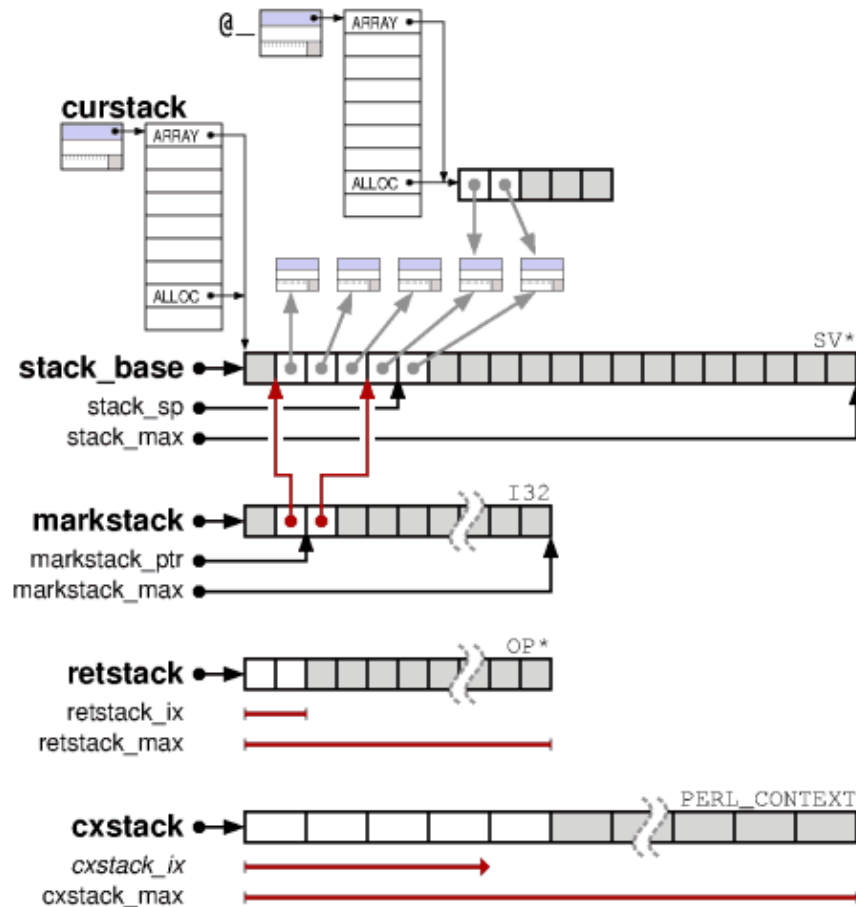 @_
ARRAY
curstack
ARRAY
ALLOC
ALLOC
SV*
stack_base
stack_sp
stack_max
I32
markstack
markstack_ptr
markstack_max
OP*
retstack
retstack_ix
retstack_max
PERL_CONTEXT
cxstack
cxstack_ix
cxstack_max